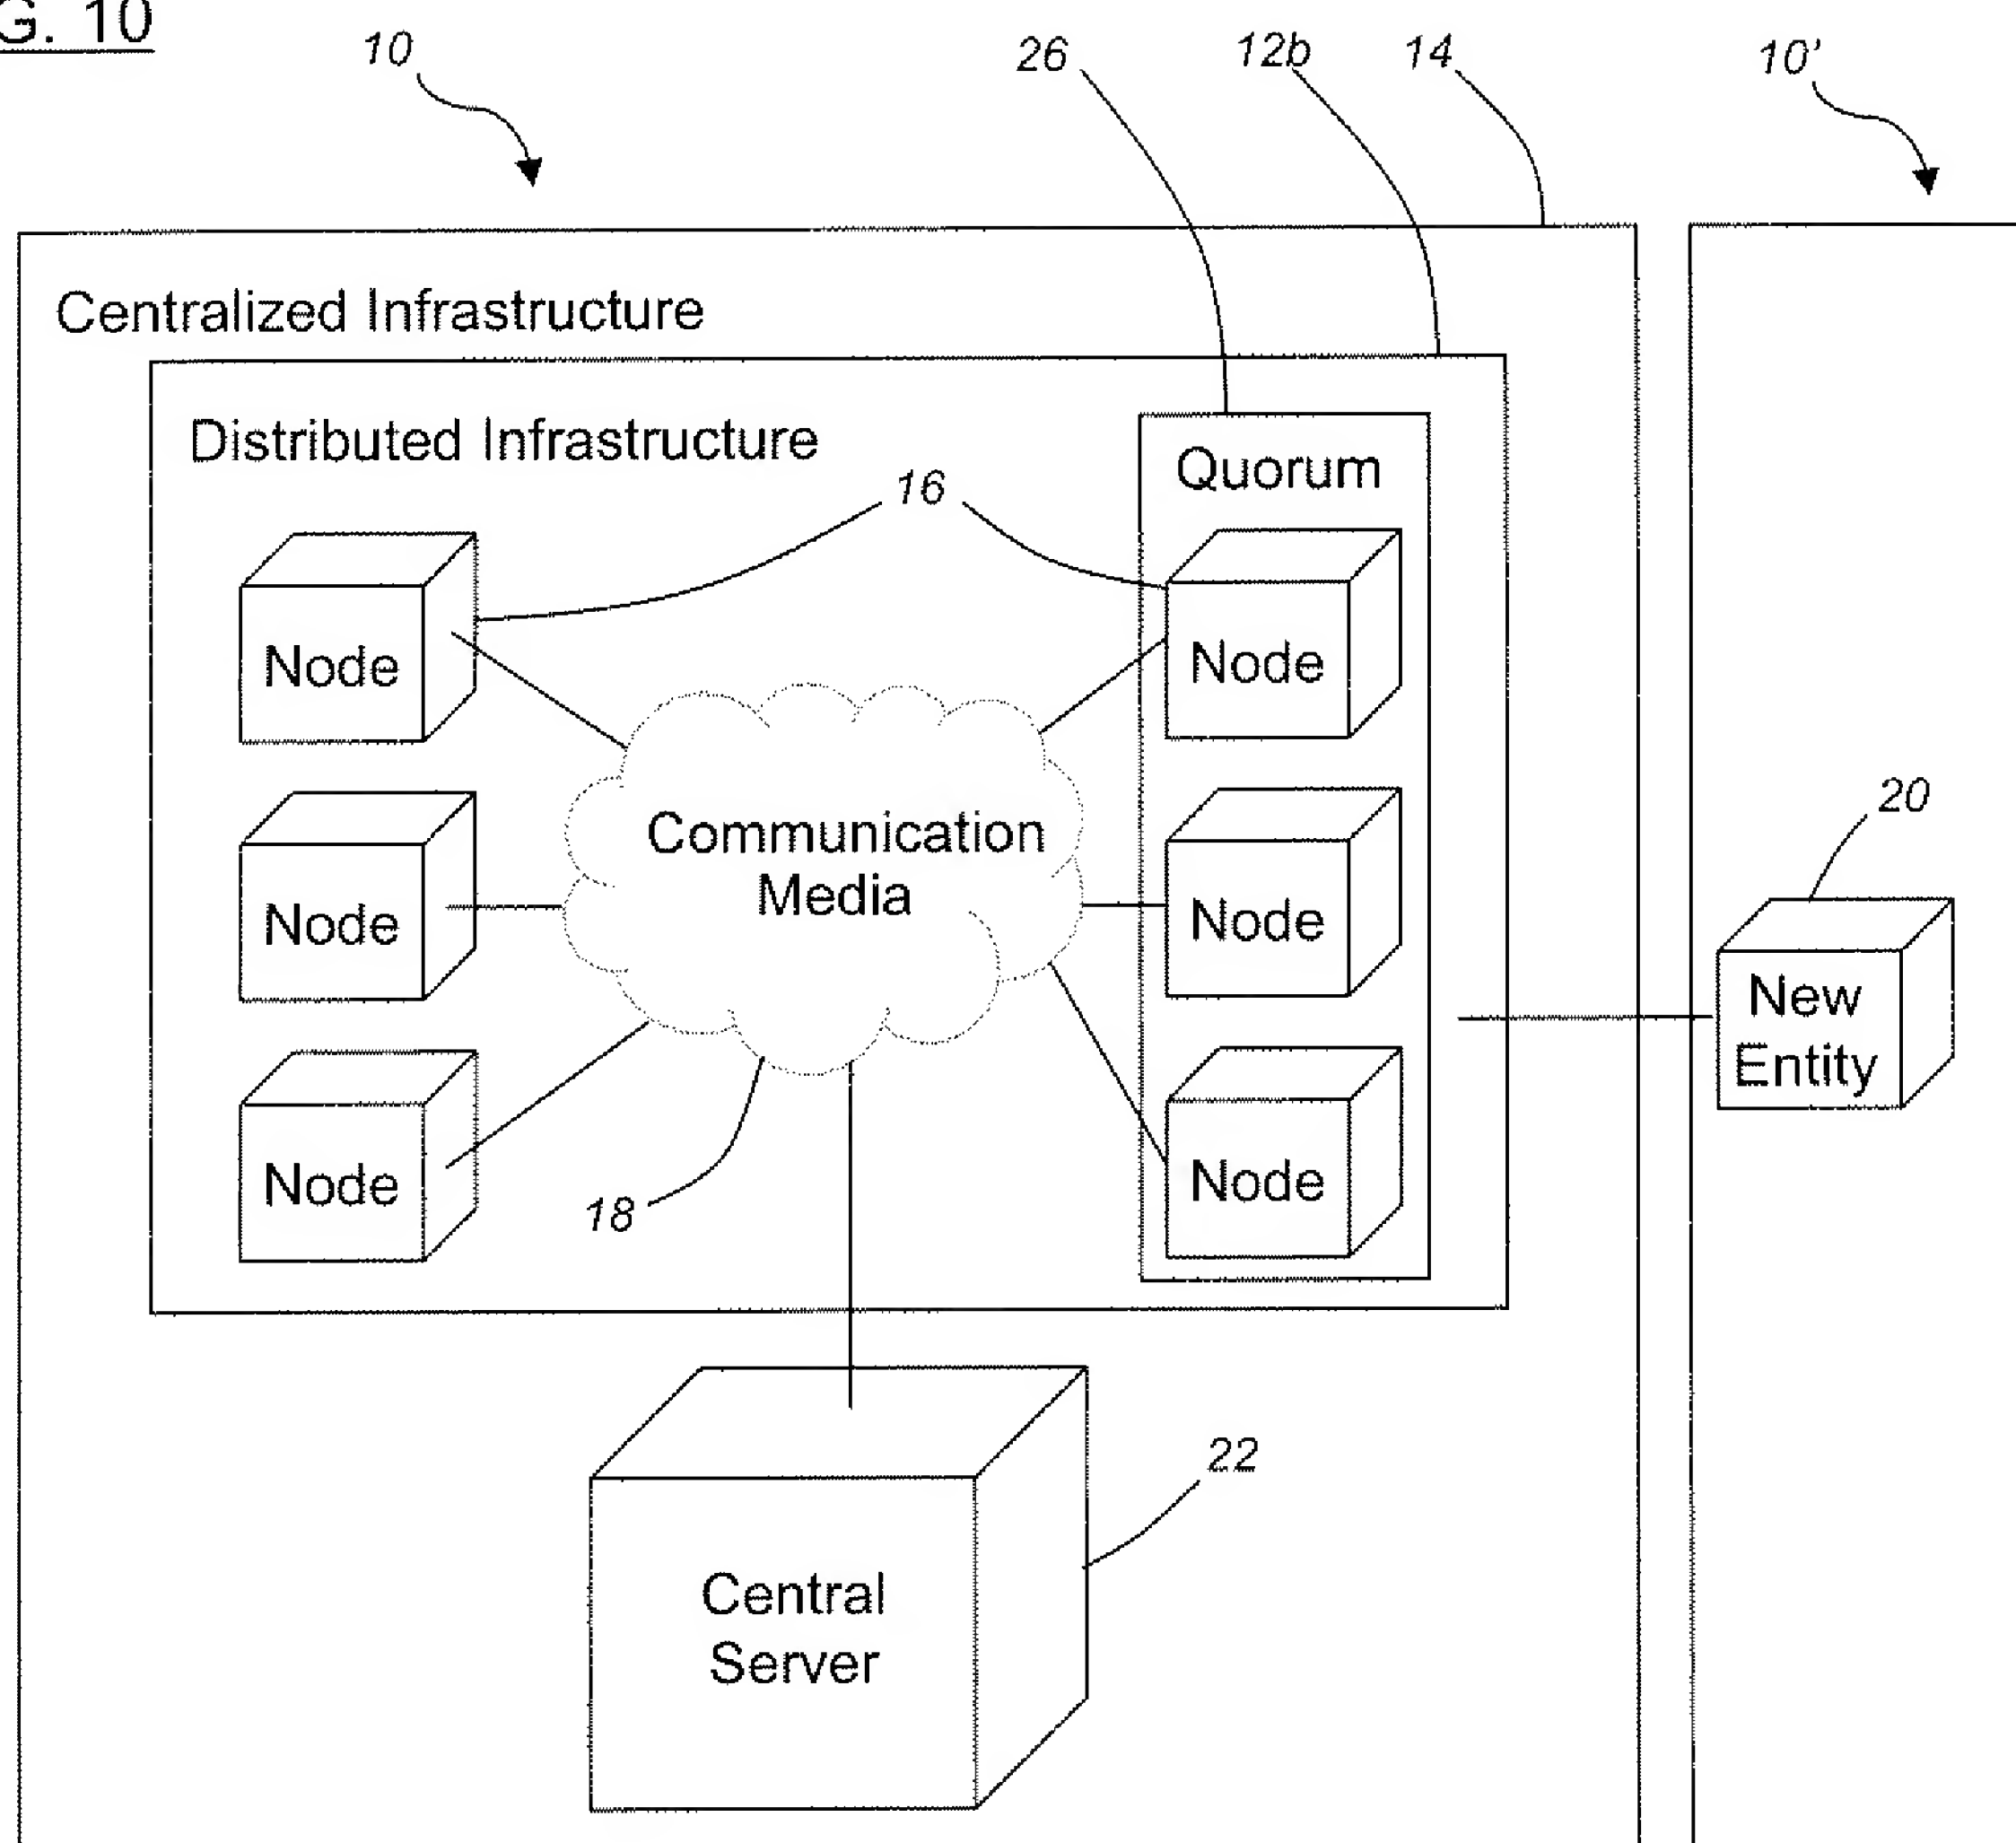 G. 10
10
26
12b
14
10'
Centralized Infrastructure
Distributed Infrastructure
Quorum
16
Node
Node
Communication
Media
Node
Node
20
New
Entity
Node
Node
18
22
Central
Server